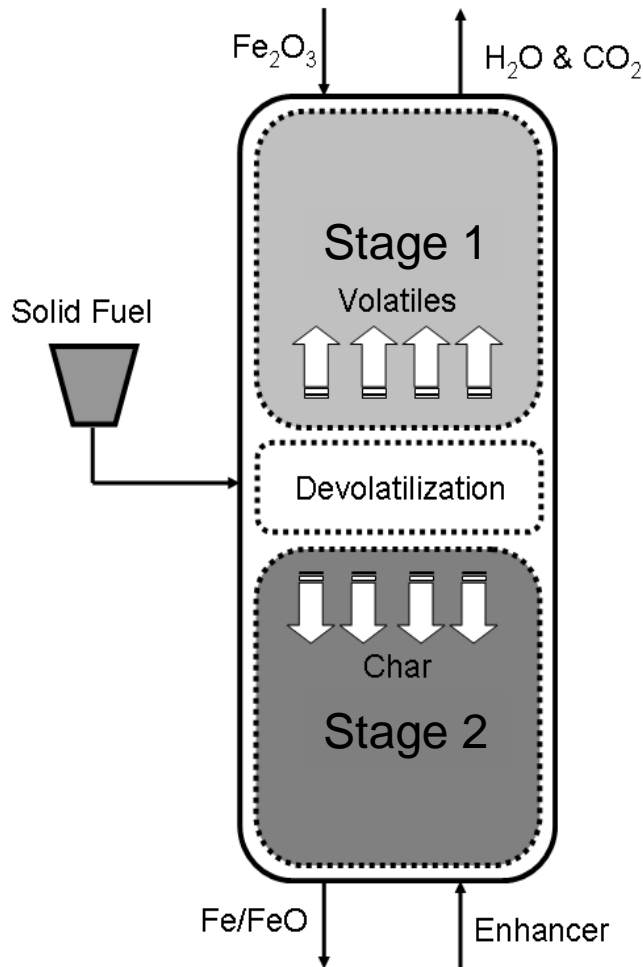 Fe₂O₃
H₂O & CO₂
Stage 1
Volatiles
Solid Fuel
Devolatilization
Char
Stage 2
Fe/FeO
Enhancer